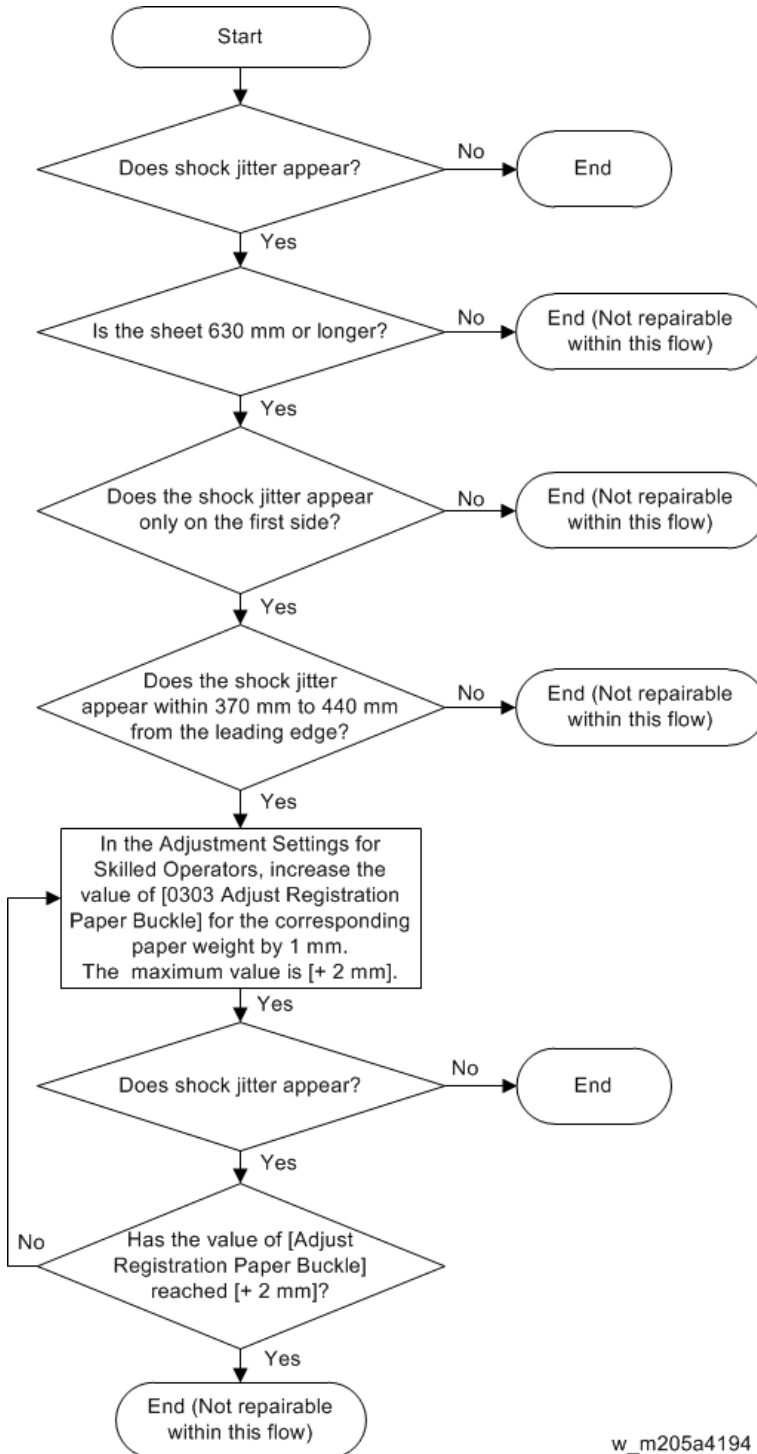 Start
Does shock jitter appear?
No
End
Yes
Is the sheet 630 mm or longer?
No
End (Not repairable
within this flow)
Yes
Does the shock jitter appear
only on the first side?
No
End (Not repairable
within this flow)
Yes
Does the shock jitter
appear within 370 mm to 440 mm
from the leading edge?
No
End (Not repairable
within this flow)
Yes
In the Adjustment Settings for
Skilled Operators, increase the
value of [0303 Adjust Registration
Paper Buckle] for the corresponding
paper weight by 1 mm.
The maximum value is [+ 2 mm].
Yes
Does shock jitter appear?
No
End
Yes
Has the value of [Adjust
Registration Paper Buckle]
reached [+ 2 mm]?
No
Yes
End (Not repairable
within this flow)
w_m205a4194